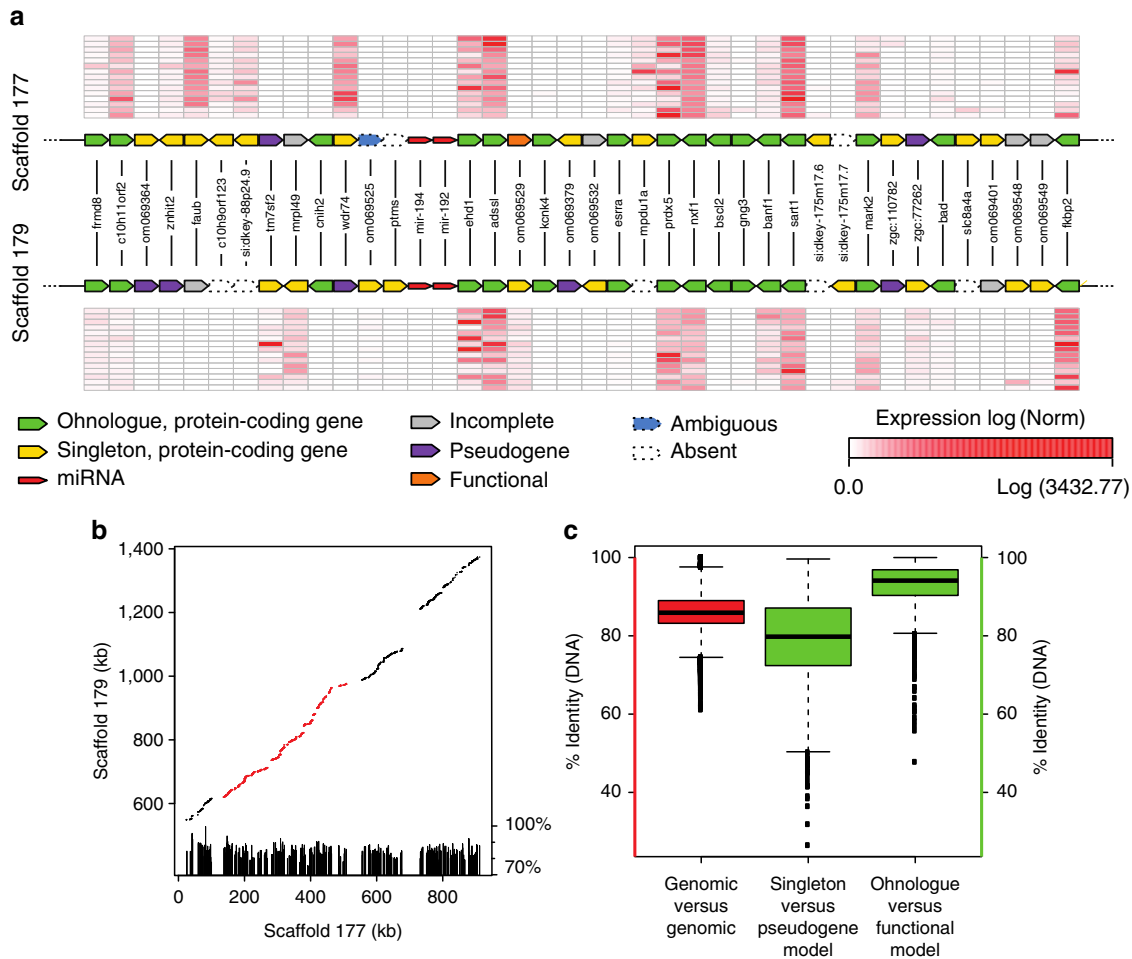 a
Scaffold 177
Scaffold 179
frmd8
c10h11orf2
om069364
znhit2
faub
c10h9orf123
si:dkey-88p24.9
tm7sf2
mrpl49
cnih2
wdr74
om069525
ptms
mir-194
mir-192
ehd1
adssl
om069529
kcnk4
om069379
om069532
esrra
mpdu1a
prdx5
nxf1
bscl2
gng3
banf1
sart1
si:dkey-175m17.6
si:dkey-175m17.7
mark2
zgc:110782
zgc:77262
bad
slc8a4a
om069401
om069548
om069549
fkbp2
Ohnologue, protein-coding gene
Singleton, protein-coding gene
miRNA
Incomplete
Pseudogene
Functional
Ambiguous
Absent
Expression log (Norm)
0.0
Log (3432.77)
b
1,400
1,200
1,000
800
600
Scaffold 179 (kb)
100%
70%
0
200
400
600
800
Scaffold 177 (kb)
c
100
80
60
40
% Identity (DNA)
100
80
60
40
% Identity (DNA)
Genomic
versus
genomic
Singleton
versus
pseudogene
model
Ohnologue
versus
functional
model